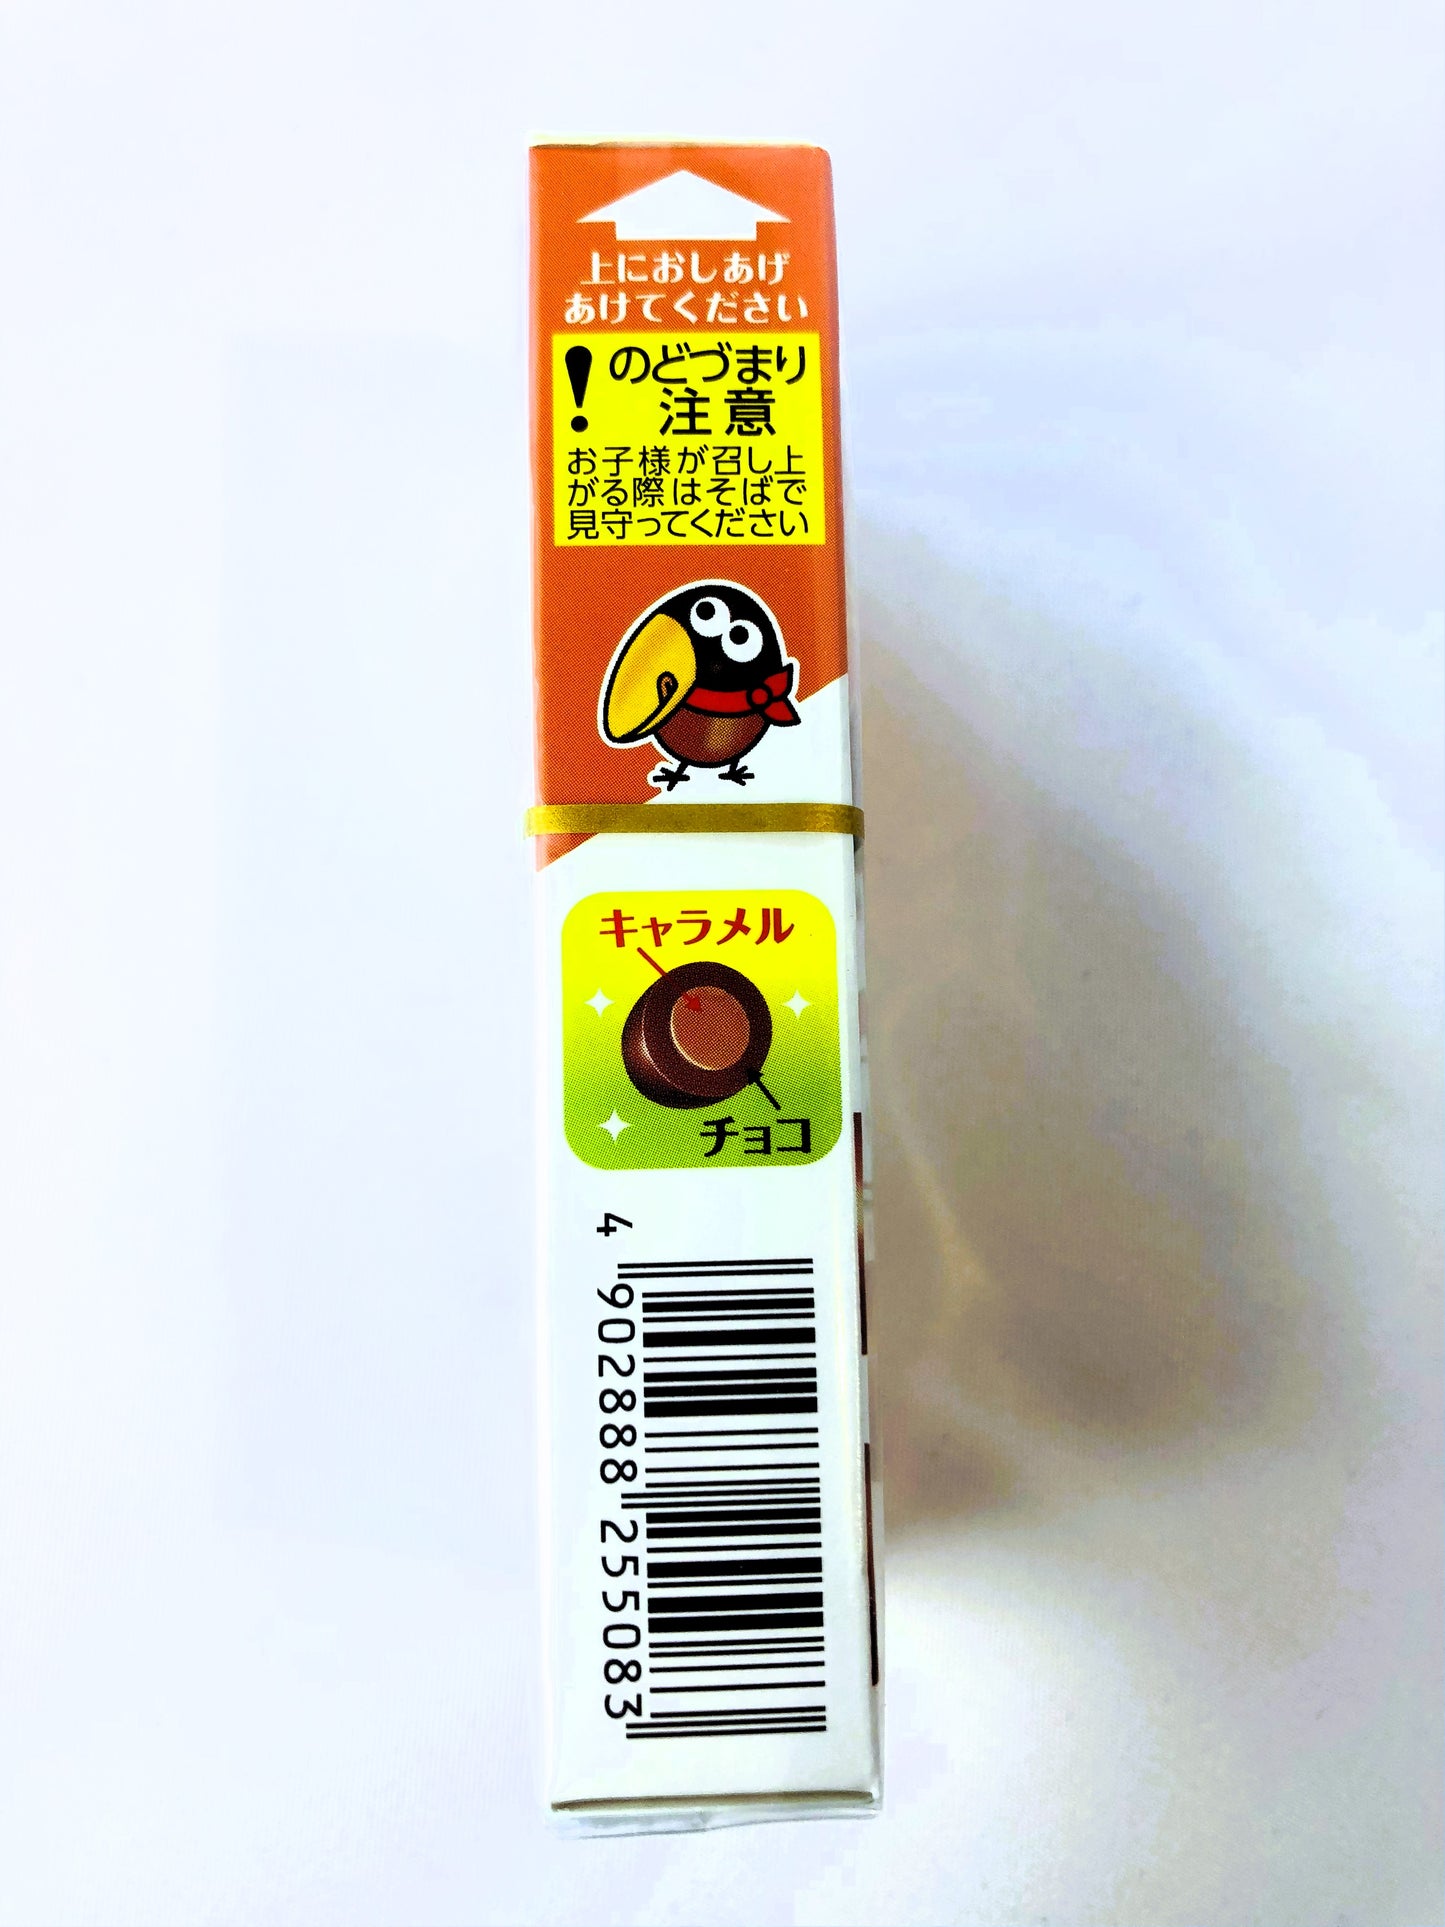 上におしあげ
あけてください
!のどづまり
注意
お子様が召し上
がる際はそばで
見守ってください
キャラメル
チョコ
4 902888 255083